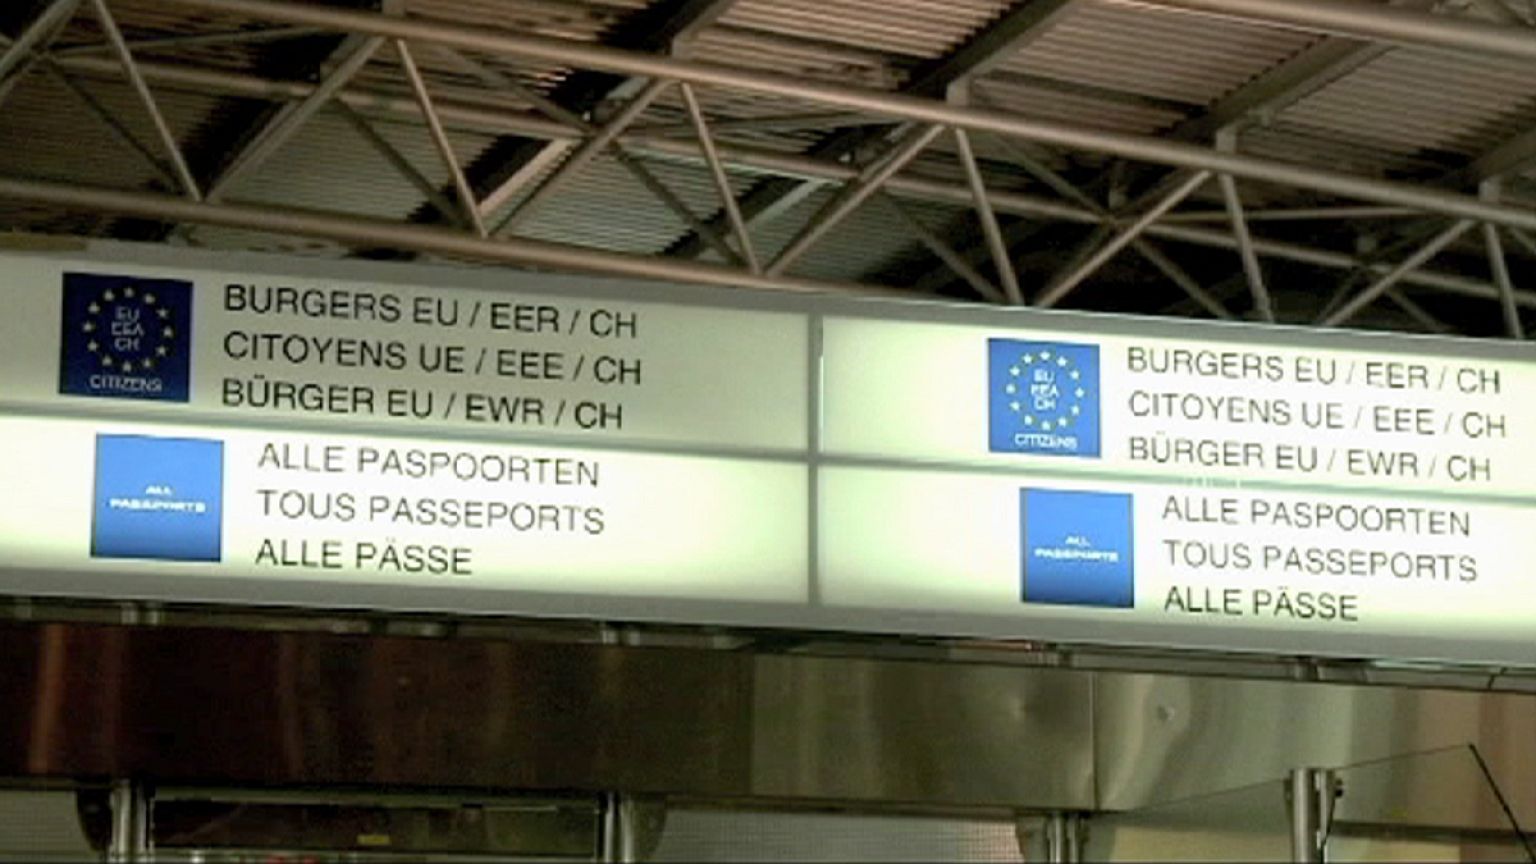 EU
EEA
CH
CITIZENS
BURGERS EU / EER / CH
CITOYENS UE / EEE / CH
BÜRGER EU / EWR / CH
ALL
PASSPORTS
ALLE PASPOORTEN
TOUS PASSEPORTS
ALLE PÄSSE
EU
EEA
CH
CITIZENS
BURGERS EU / EER / CH
CITOYENS UE / EEE / CH
BÜRGER EU / EWR / CH
ALL
PASSPORTS
ALLE PASPOORTEN
TOUS PASSEPORTS
ALLE PÄSSE